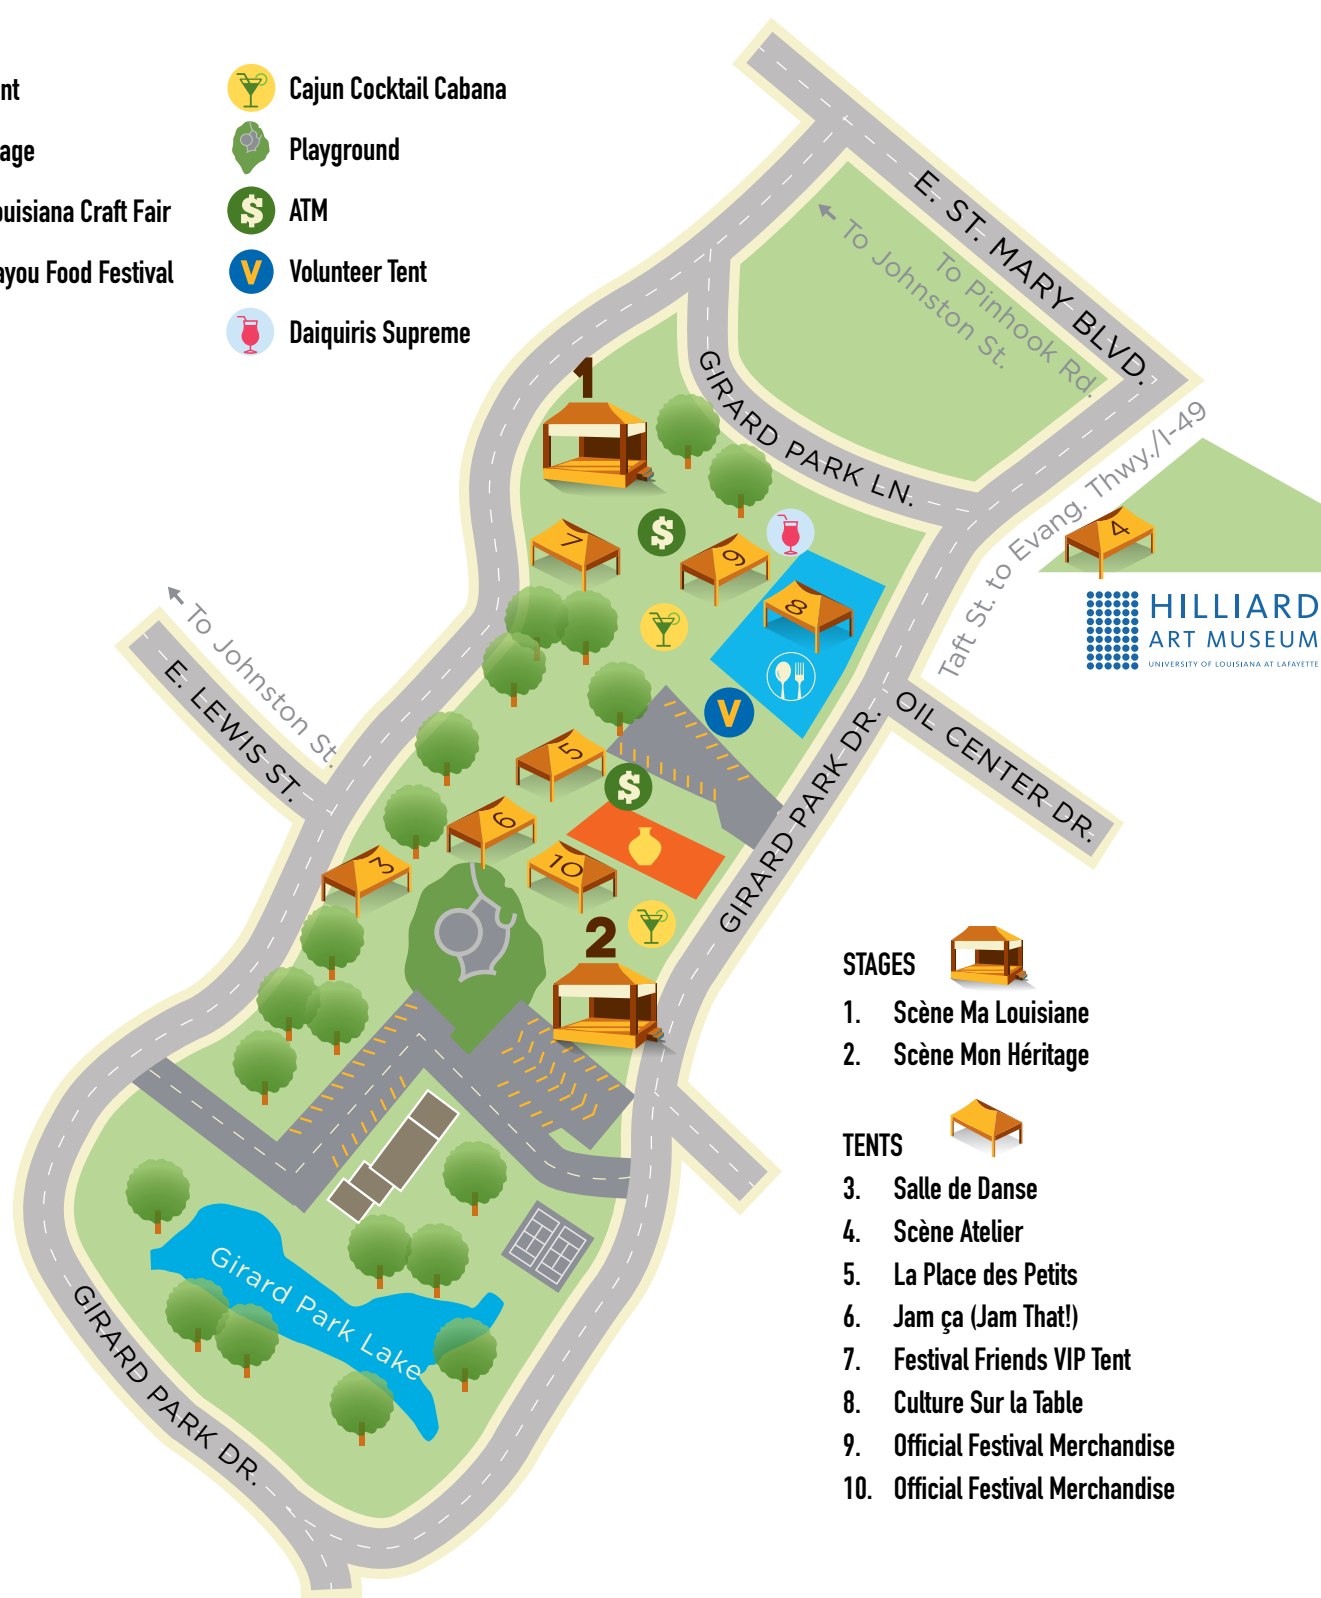 nt
age
ouisiana Craft Fair
ayou Food Festival
Cajun Cocktail Cabana
Playground
$
ATM
V
Volunteer Tent
Daiquiris Supreme
E. ST. MARY BLVD.
To Johnston St.
To Pinhook Rd.
GIRARD PARK LN.
Taft St. to Evang. Thwy./I-49
4
HILLIARD
ART MUSEUM
UNIVERSITY OF LOUISIANA AT LAFAYETTE
1
7
$
9
8
V
To Johnston St.
E. LEWIS ST.
OIL CENTER DR.
GIRARD PARK DR.
5
$
6
3
10
2
Girard Park Lake
GIRARD PARK DR.
STAGES
1. Scène Ma Louisiane
2. Scène Mon Héritage
TENTS
3. Salle de Danse
4. Scène Atelier
5. La Place des Petits
6. Jam ça (Jam That!)
7. Festival Friends VIP Tent
8. Culture Sur la Table
9. Official Festival Merchandise
10. Official Festival Merchandise